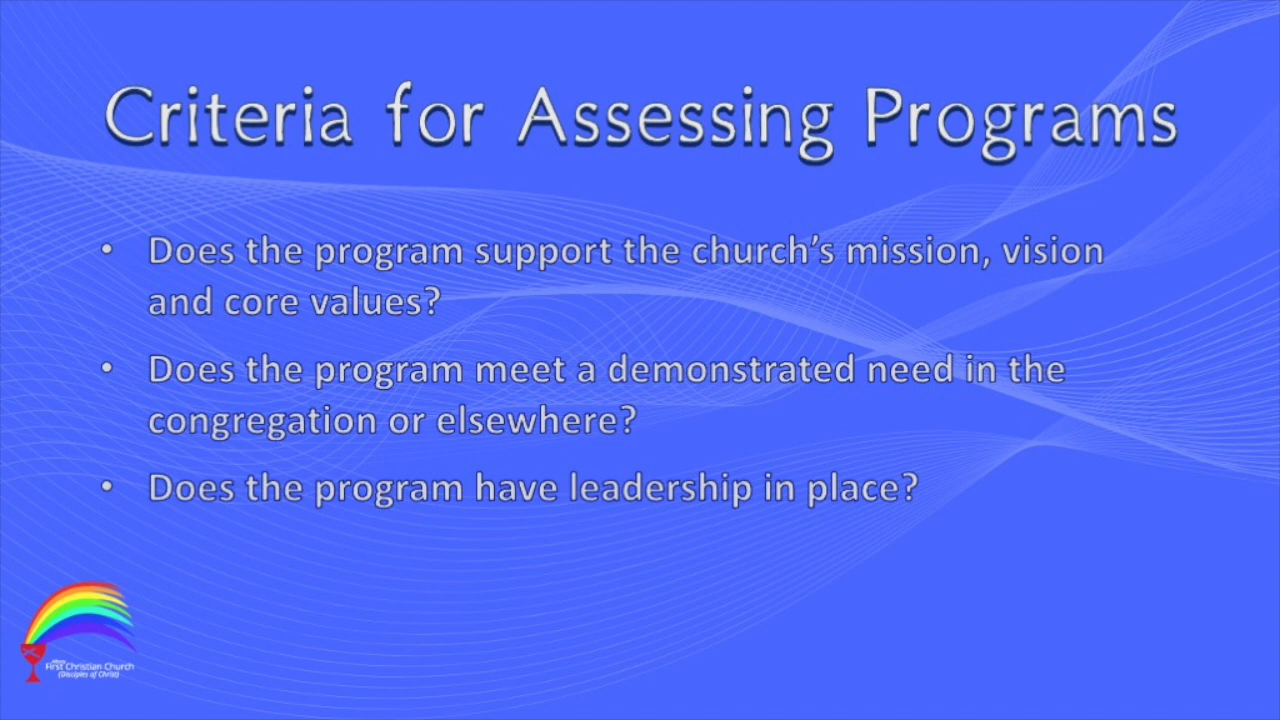 Criteria for Assessing Programs
• Does the program support the church’s mission, vision
and core values?
• Does the program meet a demonstrated need in the
congregation or elsewhere?
• Does the program have leadership in place?
First Christian Church
(Disciples of Christ)